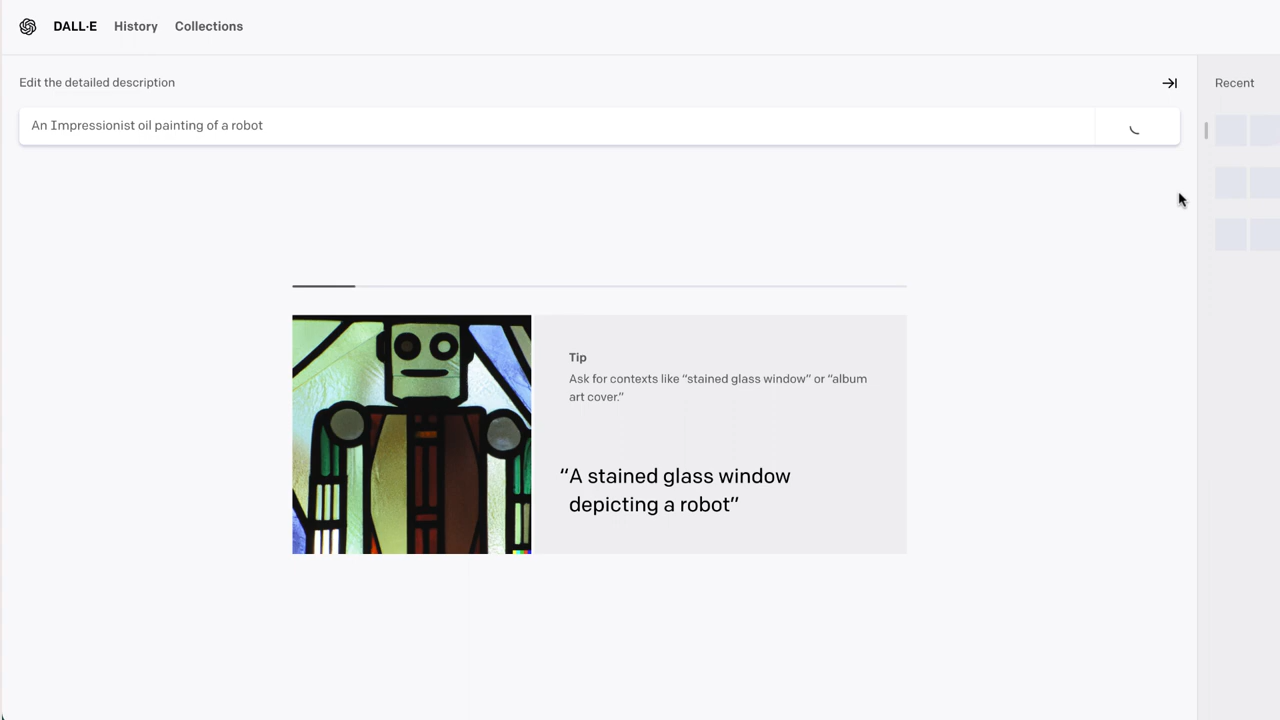 DALL·E History Collections
Edit the detailed description
Recent
An Impressionist oil painting of a robot
Tip
Ask for contexts like “stained glass window” or “album
art cover.”
“A stained glass window
depicting a robot”